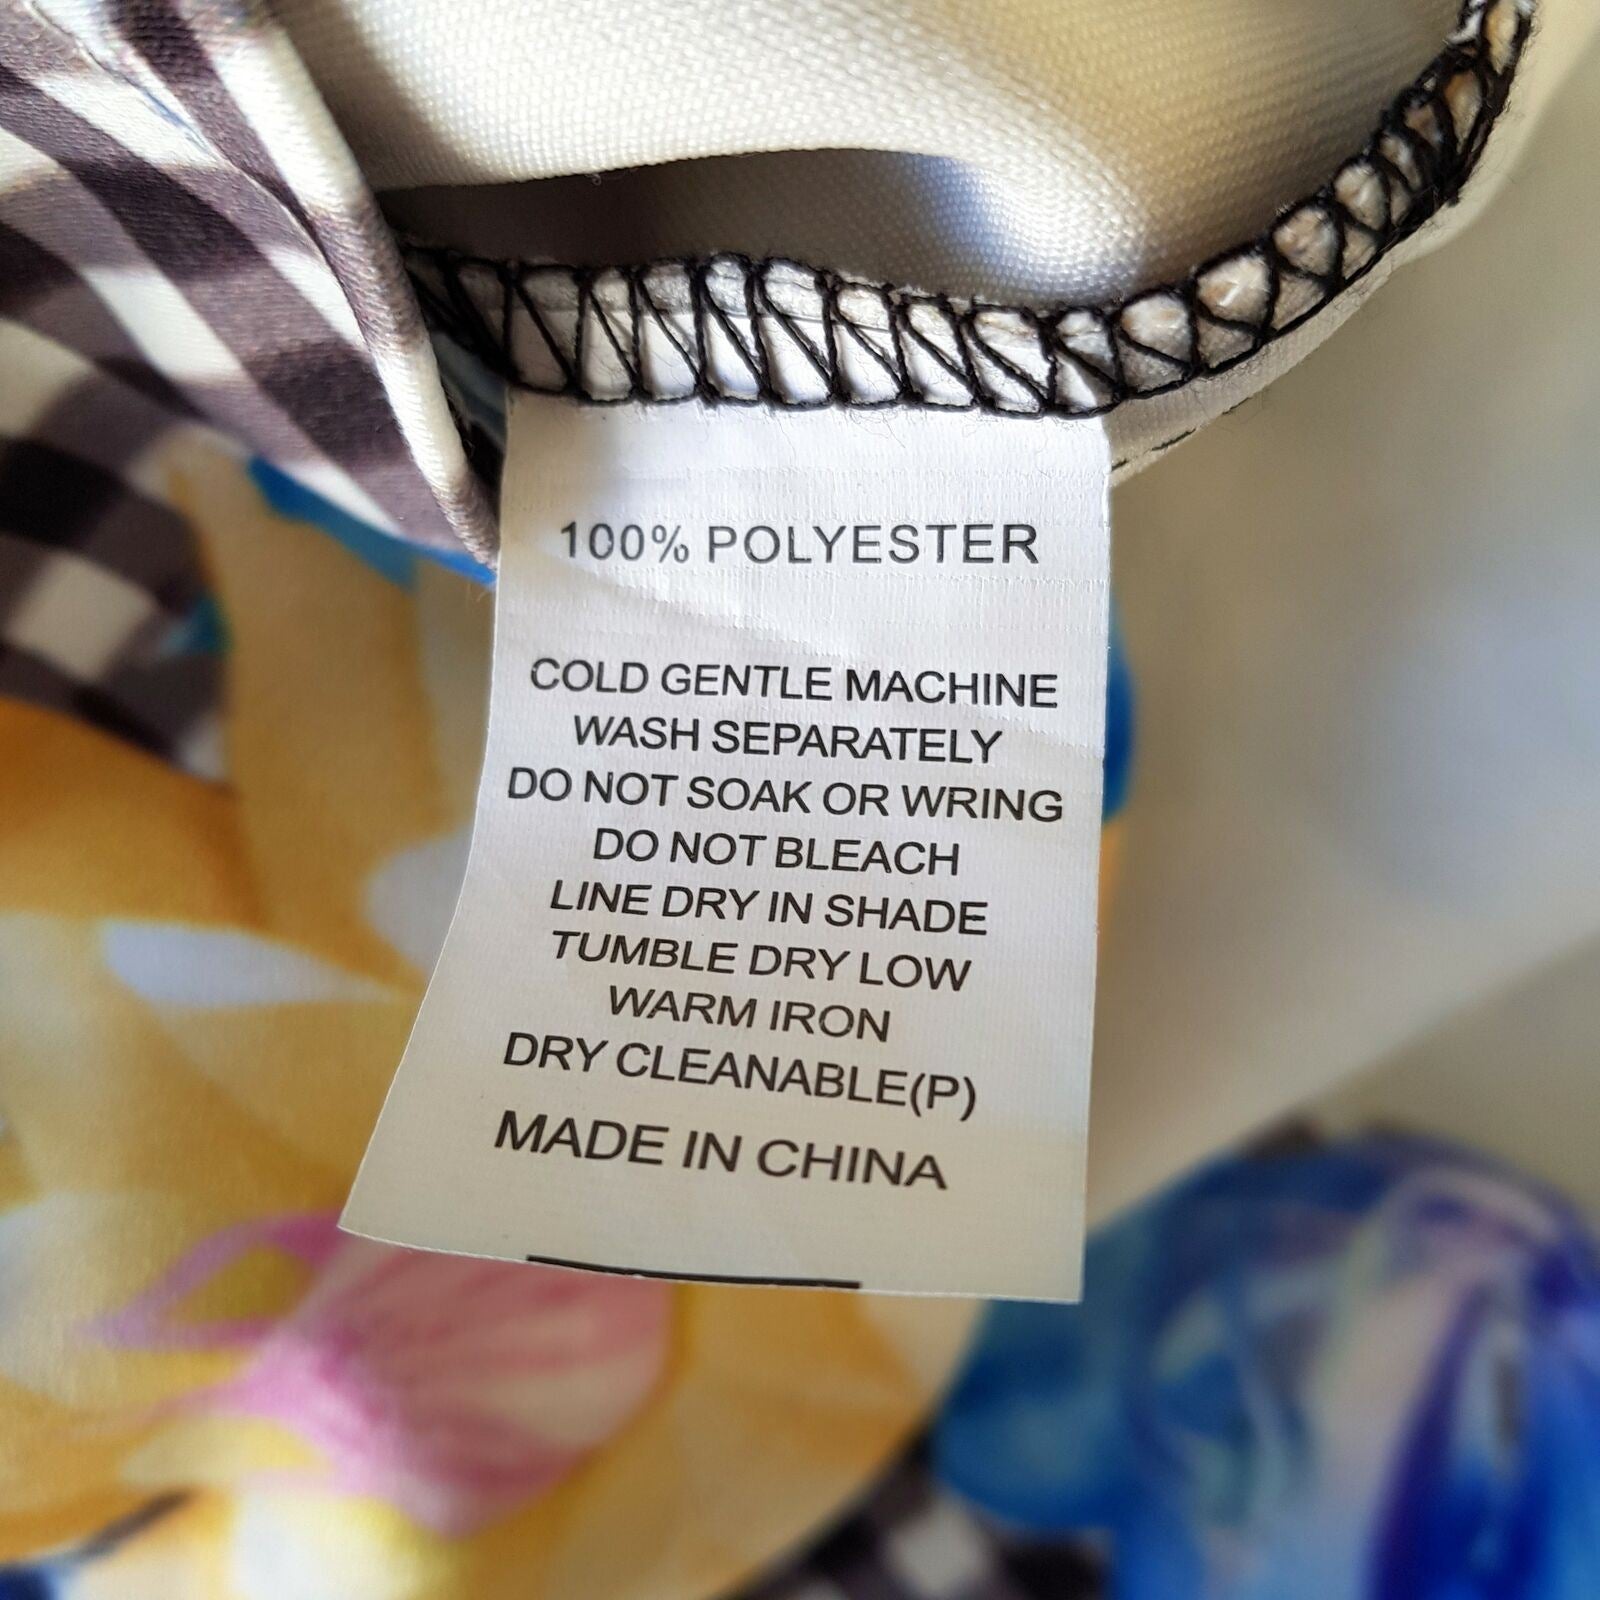 100% POLYESTER
COLD GENTLE MACHINE
WASH SEPARATELY
DO NOT SOAK OR WRING
DO NOT BLEACH
LINE DRY IN SHADE
TUMBLE DRY LOW
WARM IRON
DRY CLEANABLE(P)
MADE IN CHINA